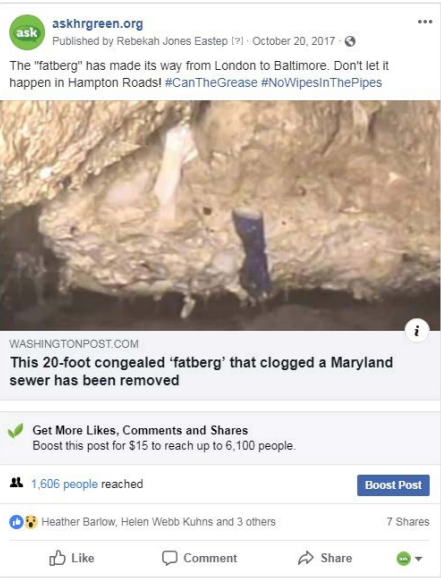 ask
askhrgreen.org
Published by Rebekah Jones Eastep [?] · October 20, 2017 ·
The "fatberg" has made its way from London to Baltimore. Don't let it
happen in Hampton Roads! #CanTheGrease #NoWipesInThePipes
i
WASHINGTONPOST.COM
This 20-foot congealed ‘fatberg’ that clogged a Maryland
sewer has been removed
Get More Likes, Comments and Shares
Boost this post for $15 to reach up to 6,100 people.
1,606 people reached
Boost Post
Heather Barlow, Helen Webb Kuhns and 3 others
7 Shares
Like
Comment
Share
ask